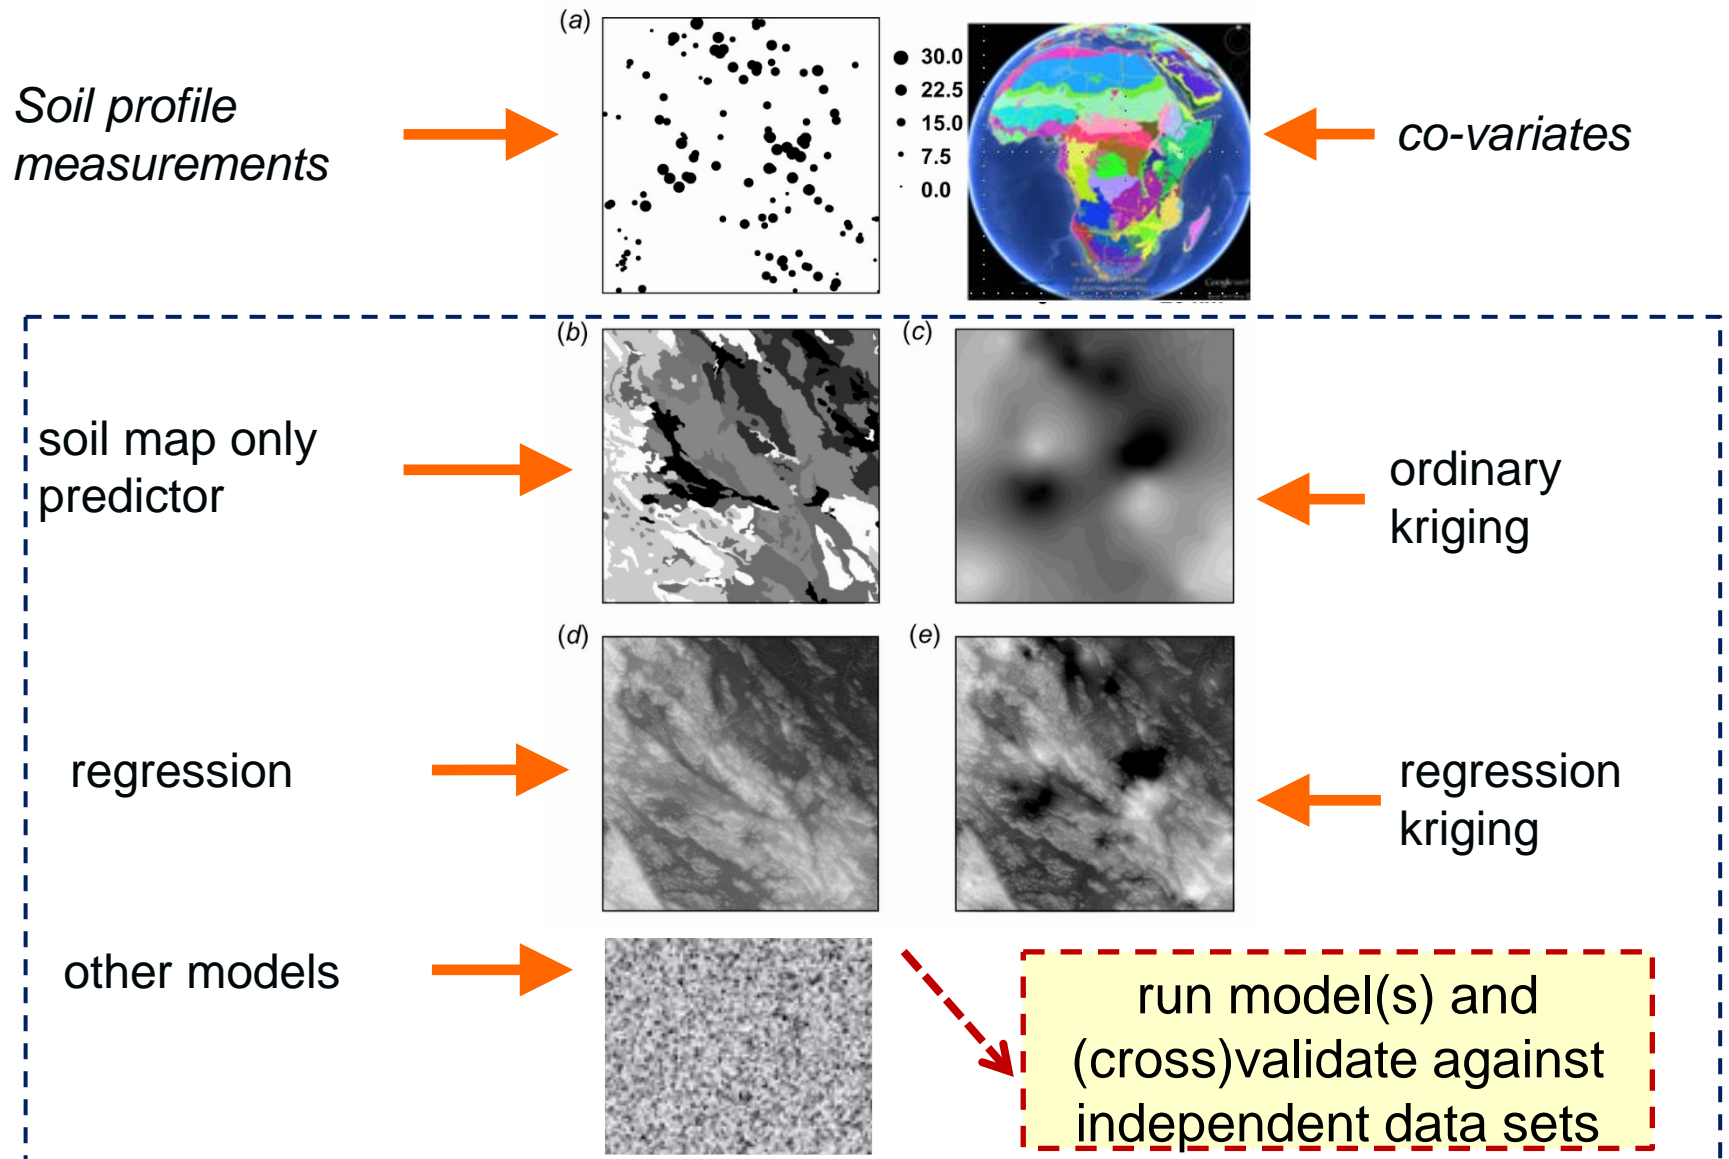 (a)
Soil profile
measurements
30.0
22.5
15.0
7.5
0.0
co-variates
(b)
(c)
soil map only
predictor
ordinary
kriging
(d)
(e)
regression
regression
kriging
other models
run model(s) and
(cross)validate against
independent data sets